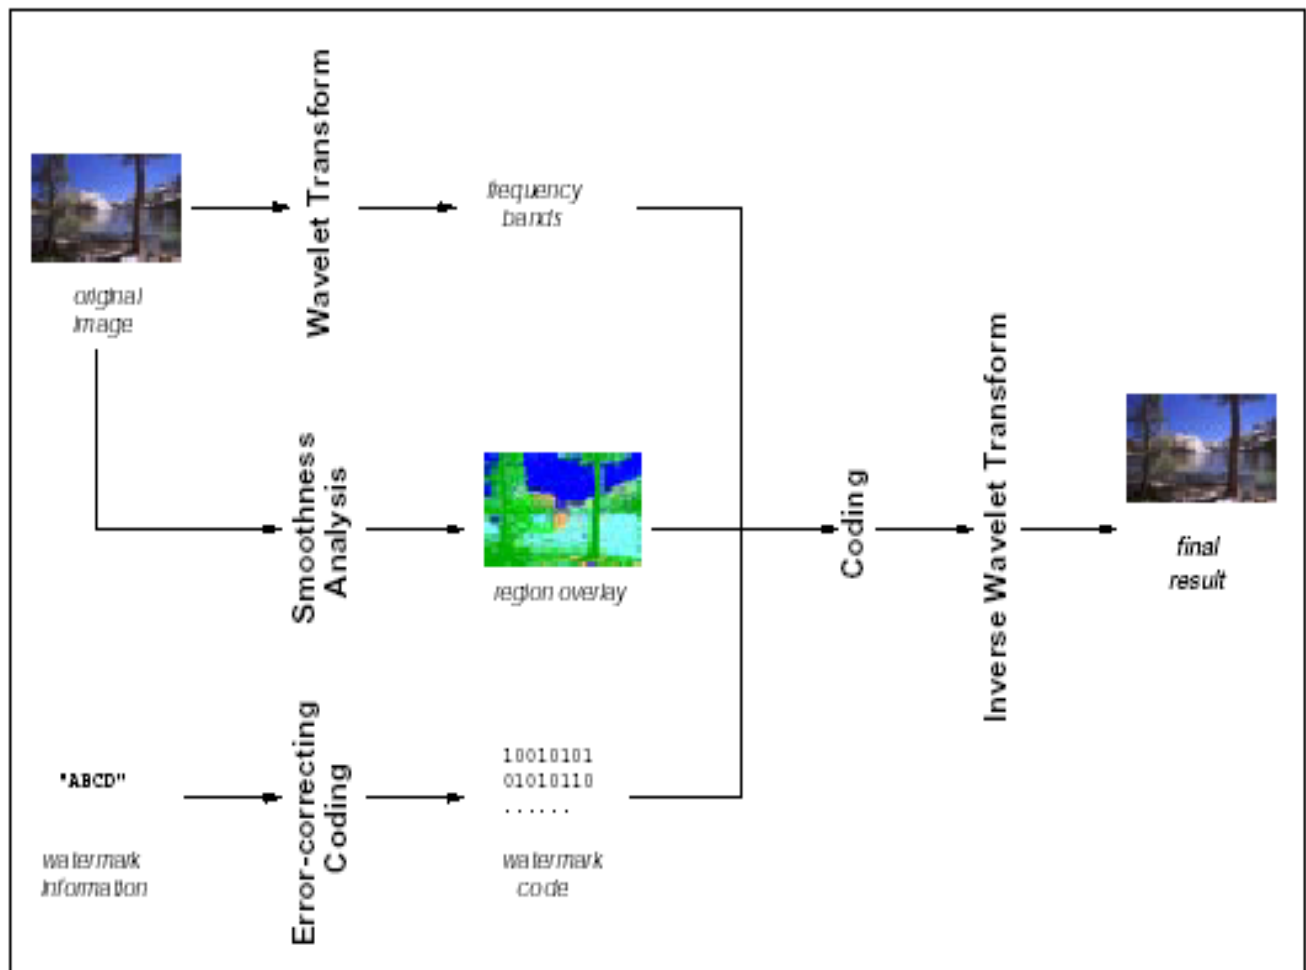 Wavelet Transform
frequency
bands
original
image
Smoothness
Analysis
region overlay
Coding
Inverse Wavelet Transform
final
result
"ABCD"
watermark
information
Error-correcting
Coding
10010101
01010110
......
watermark
code